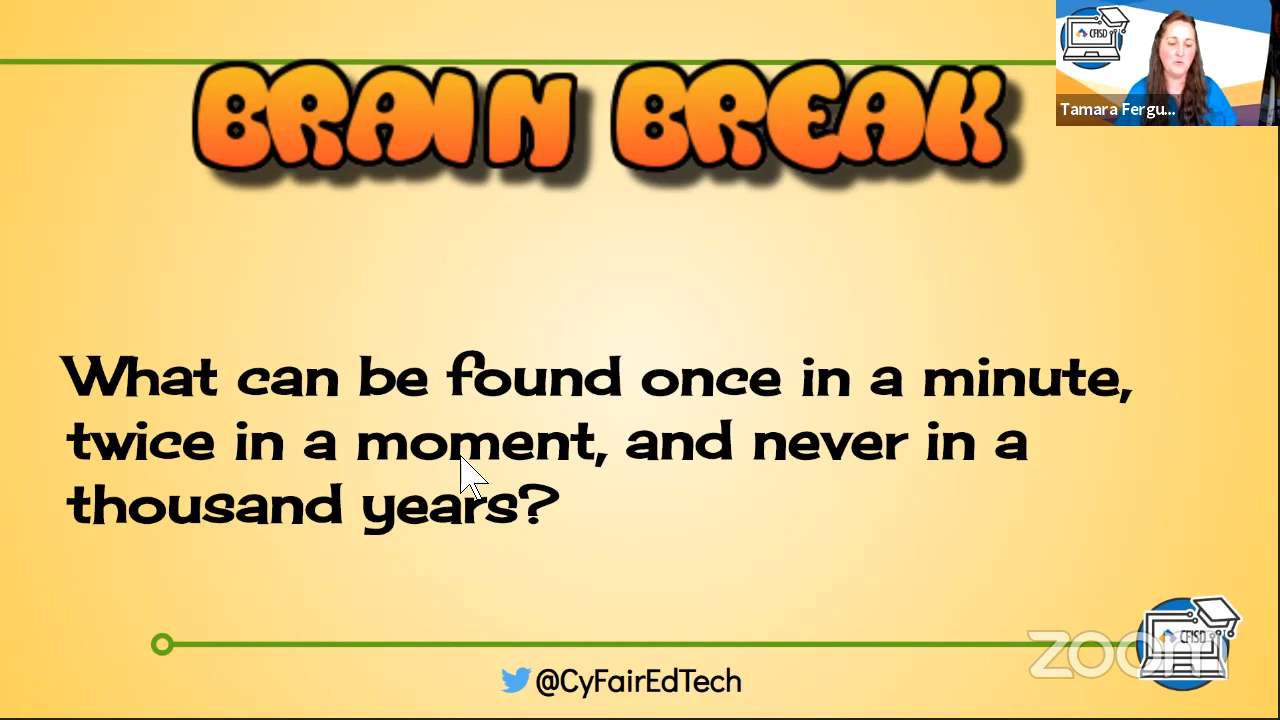 BRAIN BREAK
CFISD
Tamara Fergu...
What can be found once in a minute,
twice in a moment, and never in a
thousand years?
@CyFairEdTech
zoom
CFISD